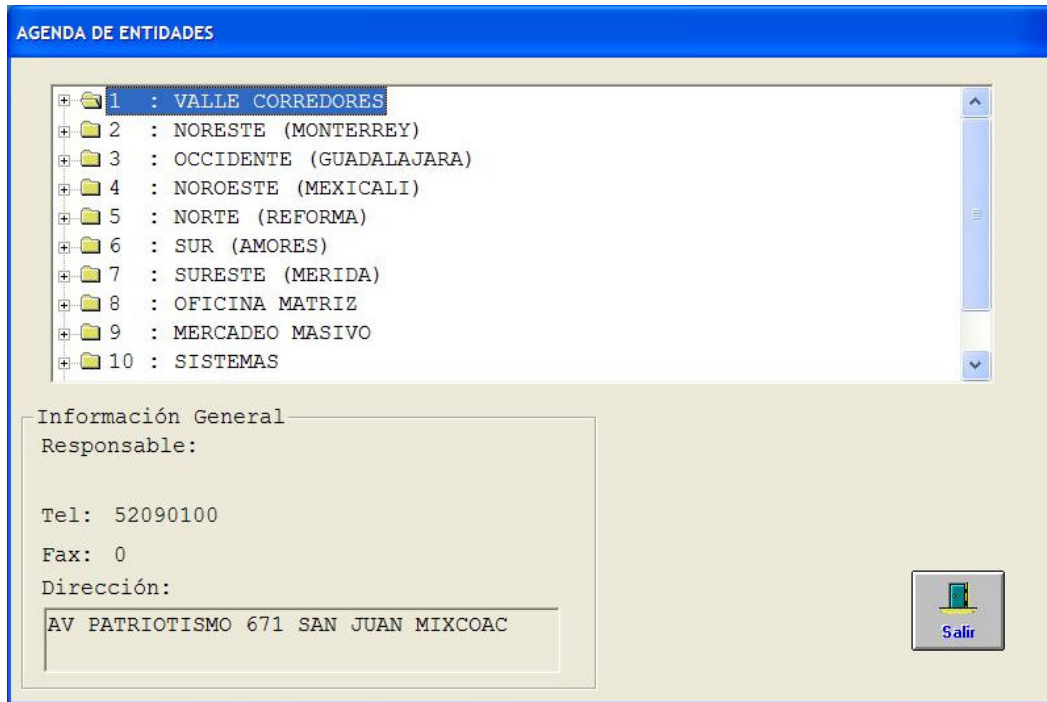 AGENDA DE ENTIDADES
1 : VALLE CORREDORES
2 : NORESTE (MONTERREY)
3 : OCCIDENTE (GUADALAJARA)
4 : NOROESTE (MEXICALI)
5 : NORTE (REFORMA)
6 : SUR (AMORES)
7 : SURESTE (MERIDA)
8 : OFICINA MATRIZ
9 : MERCADEO MASIVO
10 : SISTEMAS
Información General
Responsable:
Tel: 52090100
Fax: 0
Dirección:
AV PATRIOTISMO 671 SAN JUAN MIXCOAC
Salir